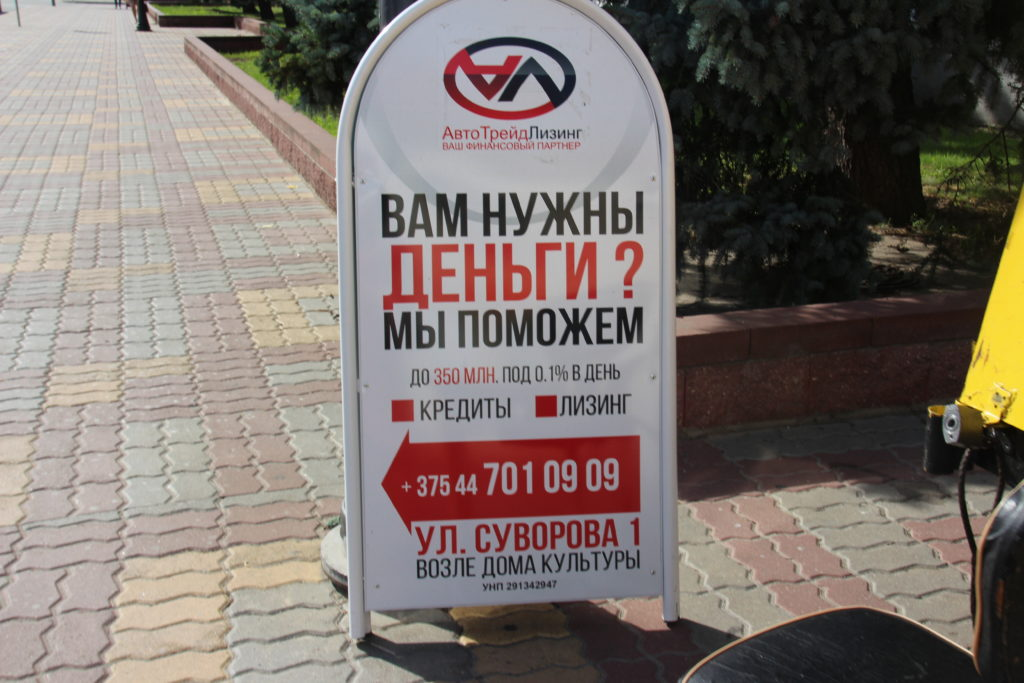 АвтоТрейдЛизинг
ВАШ ФИНАНСОВЫЙ ПАРТНЕР
ВАМ НУЖНЫ
ДЕНЬГИ ?
МЫ ПОМОЖЕМ
ДО 350 МЛН. ПОД 0.1% В ДЕНЬ
КРЕДИТЫ ЛИЗИНГ
+ 375 44 701 09 09
УЛ. СУВОРОВА 1
ВОЗЛЕ ДОМА КУЛЬТУРЫ
УНП 291342947